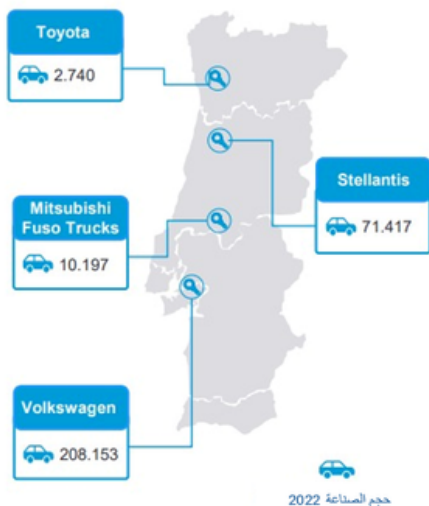 Toyota
2.740
Stellantis
71.417
Mitsubishi
Fuso Trucks
10.197
Volkswagen
208.153
حجم الصناعة 2022